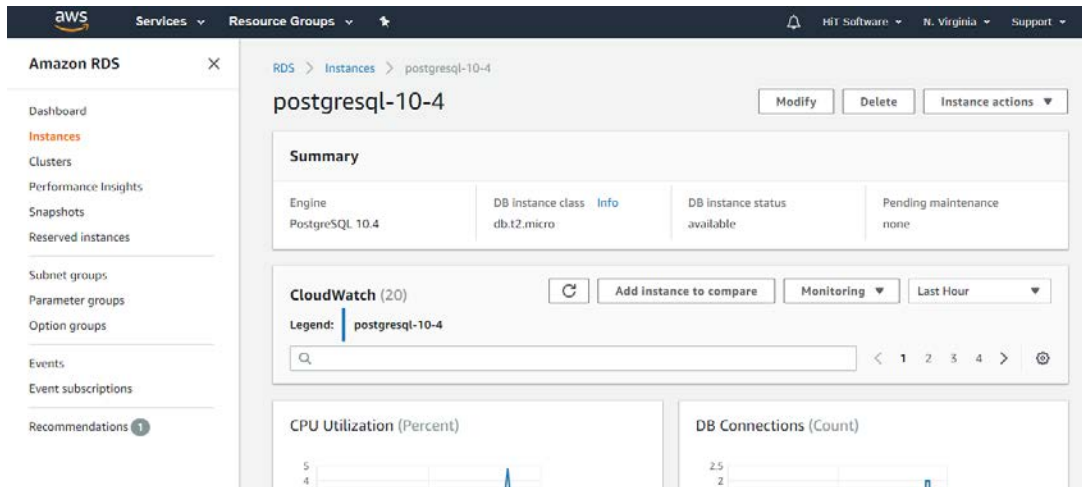 aws Services Resource Groups HiT Software N. Virginia Support
Amazon RDS
Dashboard
Instances
Clusters
Performance Insights
Snapshots
Reserved instances
Subnet groups
Parameter groups
Option groups
Events
Event subscriptions
Recommendations 1
RDS > Instances > postgresql-10-4
postgresql-10-4 Modify Delete Instance actions
Summary
Engine DB instance class Info DB instance status Pending maintenance
PostgreSQL 10.4 db.t2.micro available none
CloudWatch (20) Add instance to compare Monitoring Last Hour
Legend: postgresql-10-4
1 2 3 4
CPU Utilization (Percent) DB Connections (Count)
5 2.5
4 2